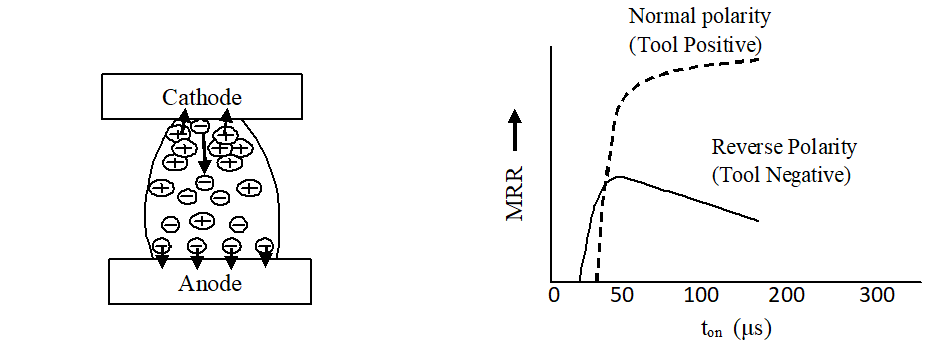 Cathode
Anode
Normal polarity
(Tool Positive)
Reverse Polarity
(Tool Negative)
MRR
0 50 100 200 300
ton (μs)